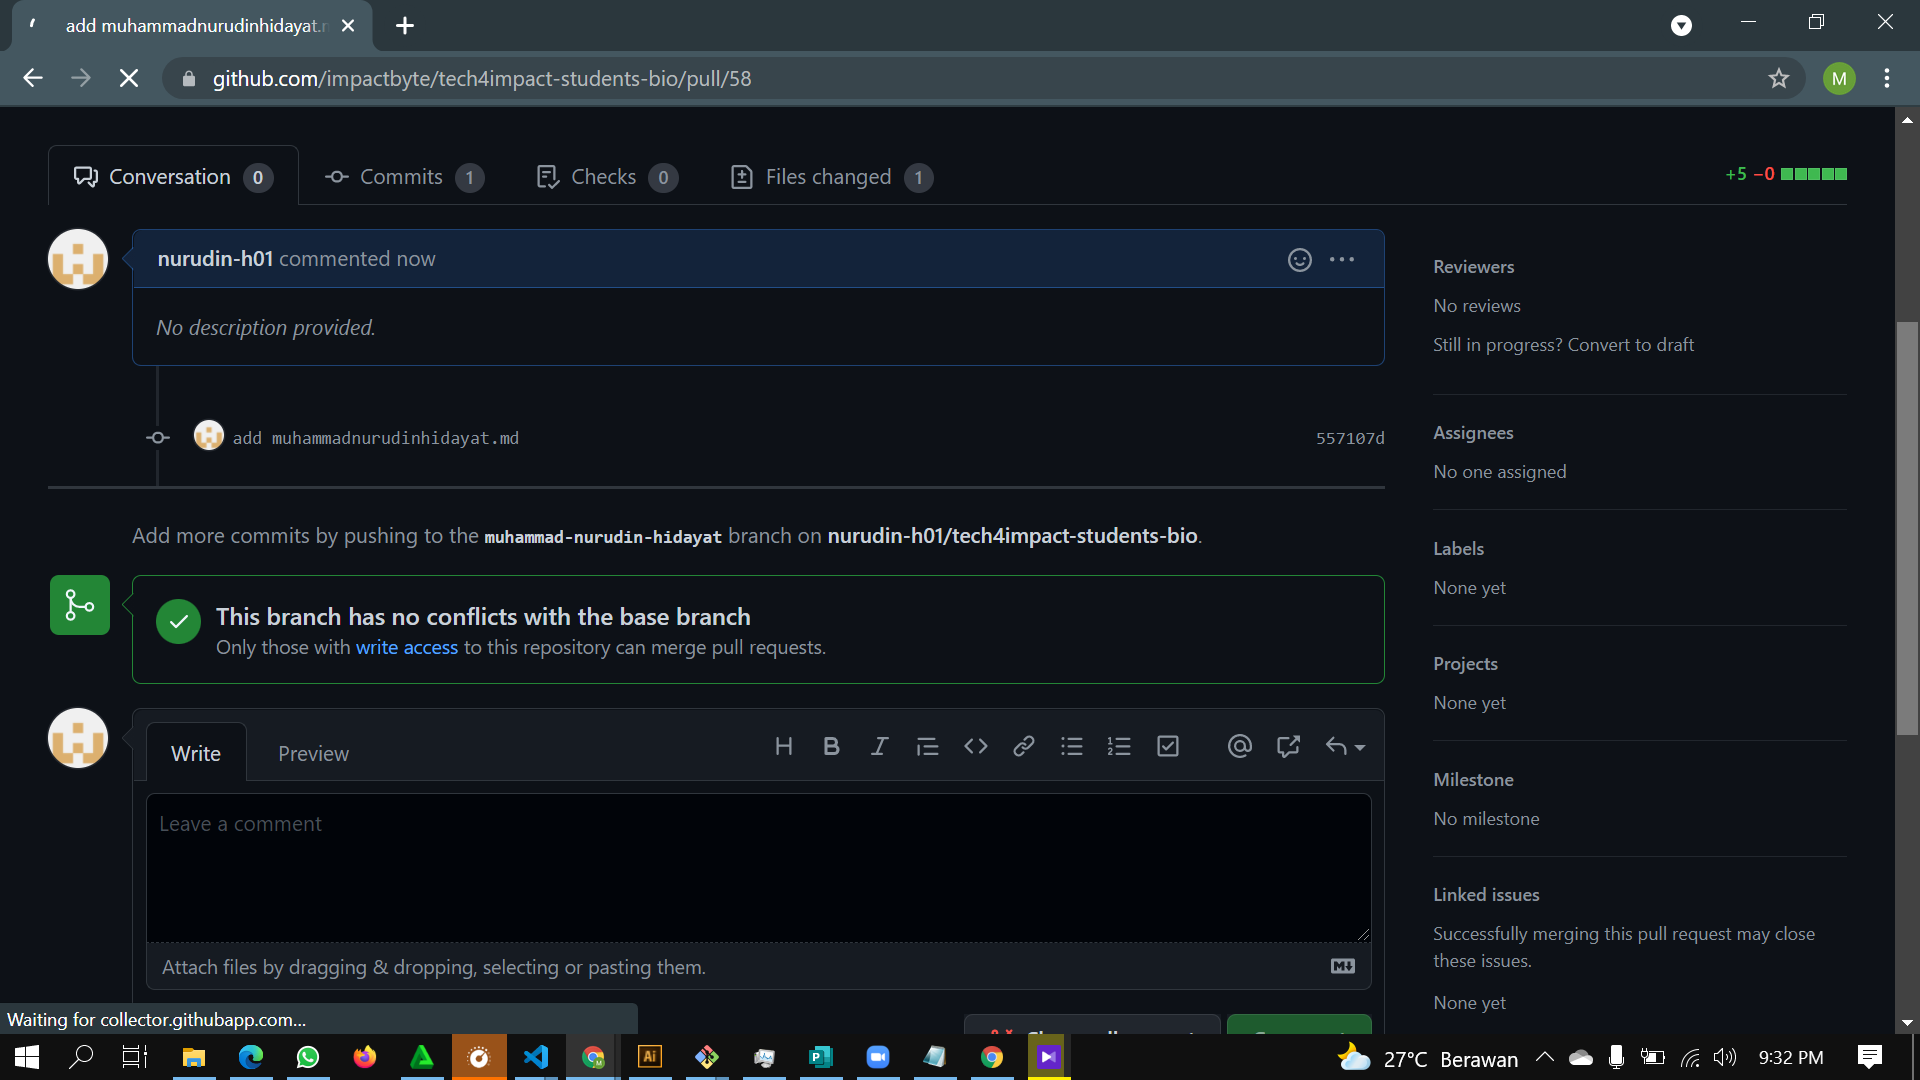 add muhammadnurudinhidayat.
github.com/impactbyte/tech4impact-students-bio/pull/58
M
Conversation 0
Commits 1
Checks 0
Files changed 1
+5 −0
nurudin-h01 commented now
No description provided.
add muhammadnurudinhidayat.md
557107d
Add more commits by pushing to the muhammad-nurudin-hidayat branch on nurudin-h01/tech4impact-students-bio.
This branch has no conflicts with the base branch
Only those with write access to this repository can merge pull requests.
Write
Preview
Leave a comment
Attach files by dragging & dropping, selecting or pasting them.
Reviewers
No reviews
Still in progress? Convert to draft
Assignees
No one assigned
Labels
None yet
Projects
None yet
Milestone
No milestone
Linked issues
Successfully merging this pull request may close
these issues.
None yet
Waiting for collector.githubapp.com...
Ai
27°C Berawan
9:32 PM